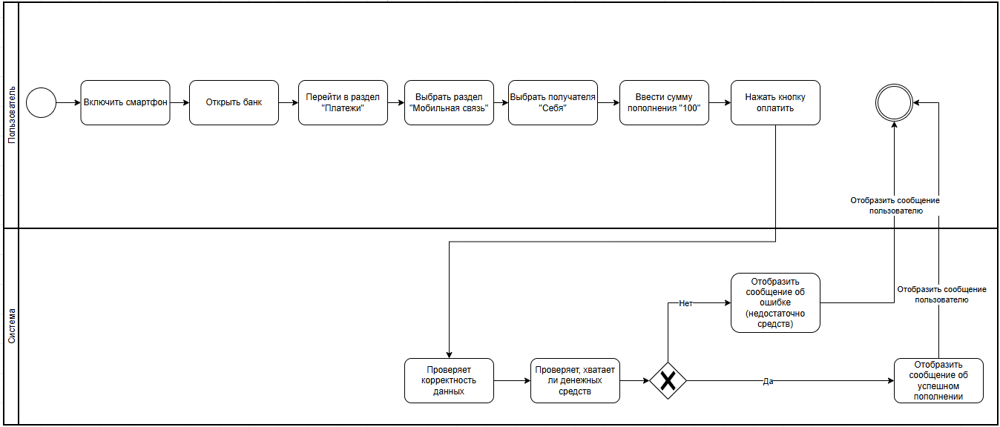 Пользователь
Включить смартфон
Открыть банк
Перейти в раздел
"Платежи"
Выбрать раздел
"Мобильная связь"
Выбрать получателя
"Себя"
Ввести сумму
пополнения "100"
Нажать кнопку
оплатить
Отобразить сообщение
пользователю
Система
Проверяет
корректность
данных
Проверяет, хватает
ли денежных
средств
Нет
Отобразить
сообщение об
ошибке
(недостаточно
средств)
Отобразить сообщение
пользователю
Да
Отобразить
сообщение об
успешном
пополнении